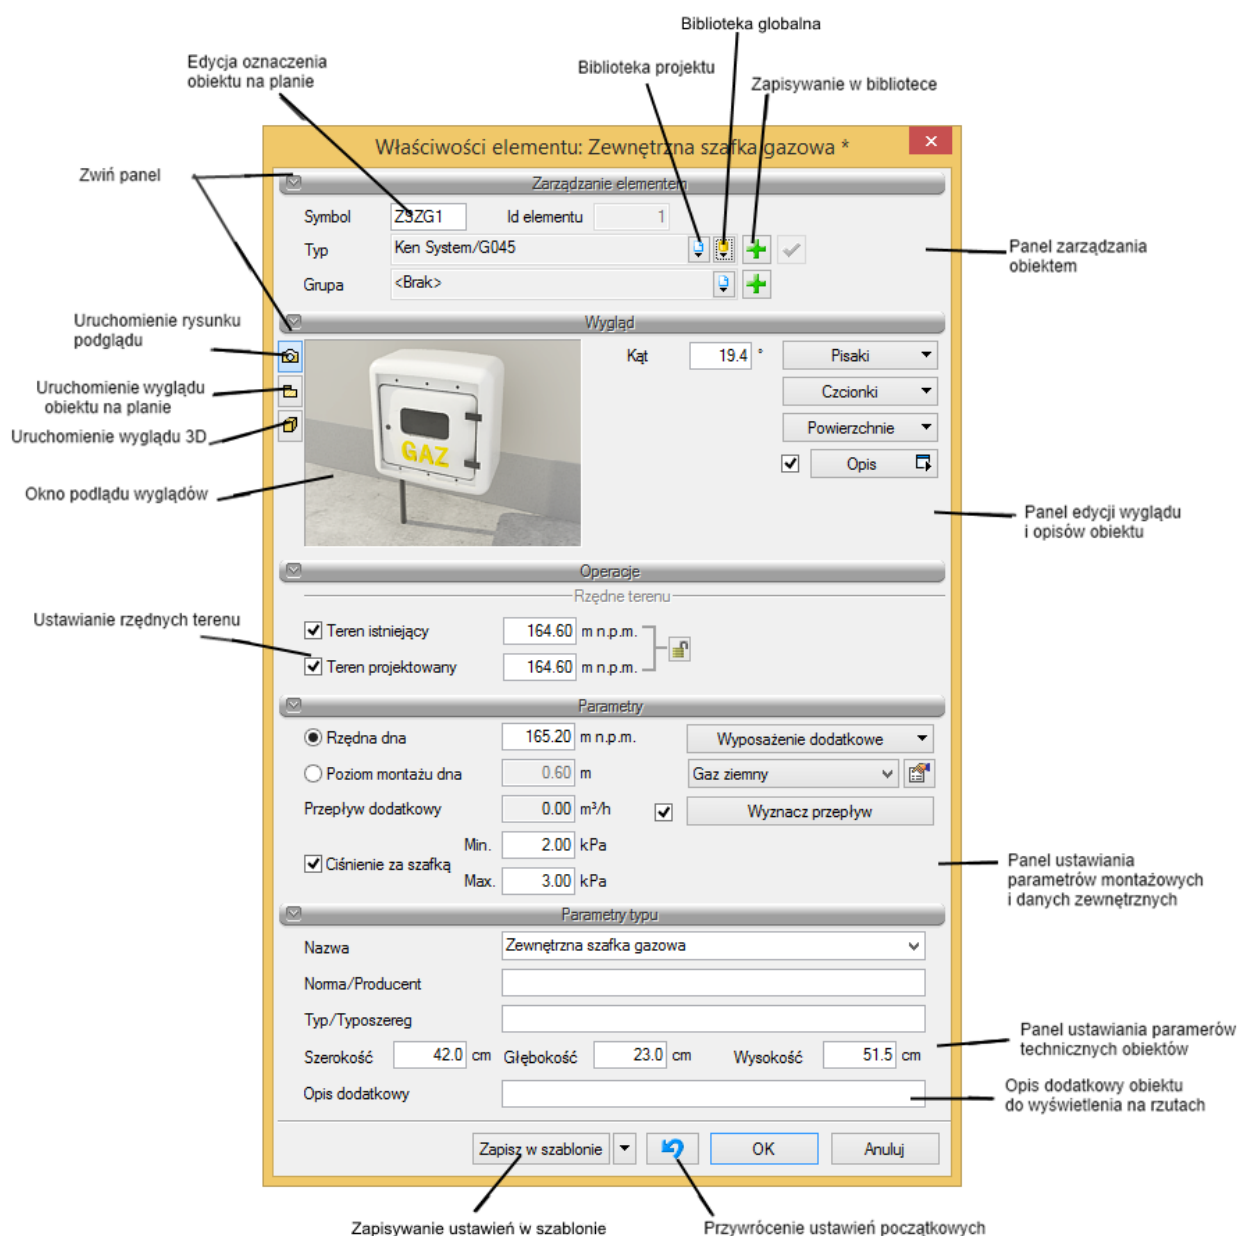 Biblioteka globalna
Edycja oznaczenia
obiektu na planie
Biblioteka projektu
Zapisywanie w bibliotece
Właściwości elementu: Zewnętrzna szafka gazowa *
Zwiń panel
Zarządzanie elementem
Symbol ZSZG1 Id elementu 1
Typ Ken System/G045
Panel zarządzania
obiektem
Grupa <Brak>
Uruchomienie rysunku
podglądu
Wygląd
Kąt 19.4 ° Pisaki
Uruchomienie wyglądu
obiektu na planie
Czcionki
Uruchomienie wyglądu 3D
Powierzchnie
GAZ
Opis
Okno podlądu wyglądów
Panel edycji wyglądu
i opisów obiektu
Operacje
Rzędne terenu
Ustawianie rzędnych terenu
Teren istniejący 164.60 m n.p.m.
Teren projektowany 164.60 m n.p.m.
Parametry
Rzędna dna 165.20 m n.p.m. Wyposażenie dodatkowe
Poziom montażu dna 0.60 m Gaz ziemny
Przepływ dodatkowy 0.00 m³/h Wyznacz przepływ
Min. 2.00 kPa
Ciśnienie za szafką
Max. 3.00 kPa
Panel ustawiania
parametrów montażowych
i danych zewnętrznych
Parametry typu
Nazwa Zewnętrzna szafka gazowa
Norma/Producent
Typ/Typoszereg
Szerokość 42.0 cm Głębokość 23.0 cm Wysokość 51.5 cm
Panel ustawiania paramerów
technicznych obiektów
Opis dodatkowy
Opis dodatkowy obiektu
do wyświetlenia na rzutach
Zapisz w szablonie OK Anuluj
Zapisywanie ustawień w szablonie
Przywrócenie ustawień początkowych